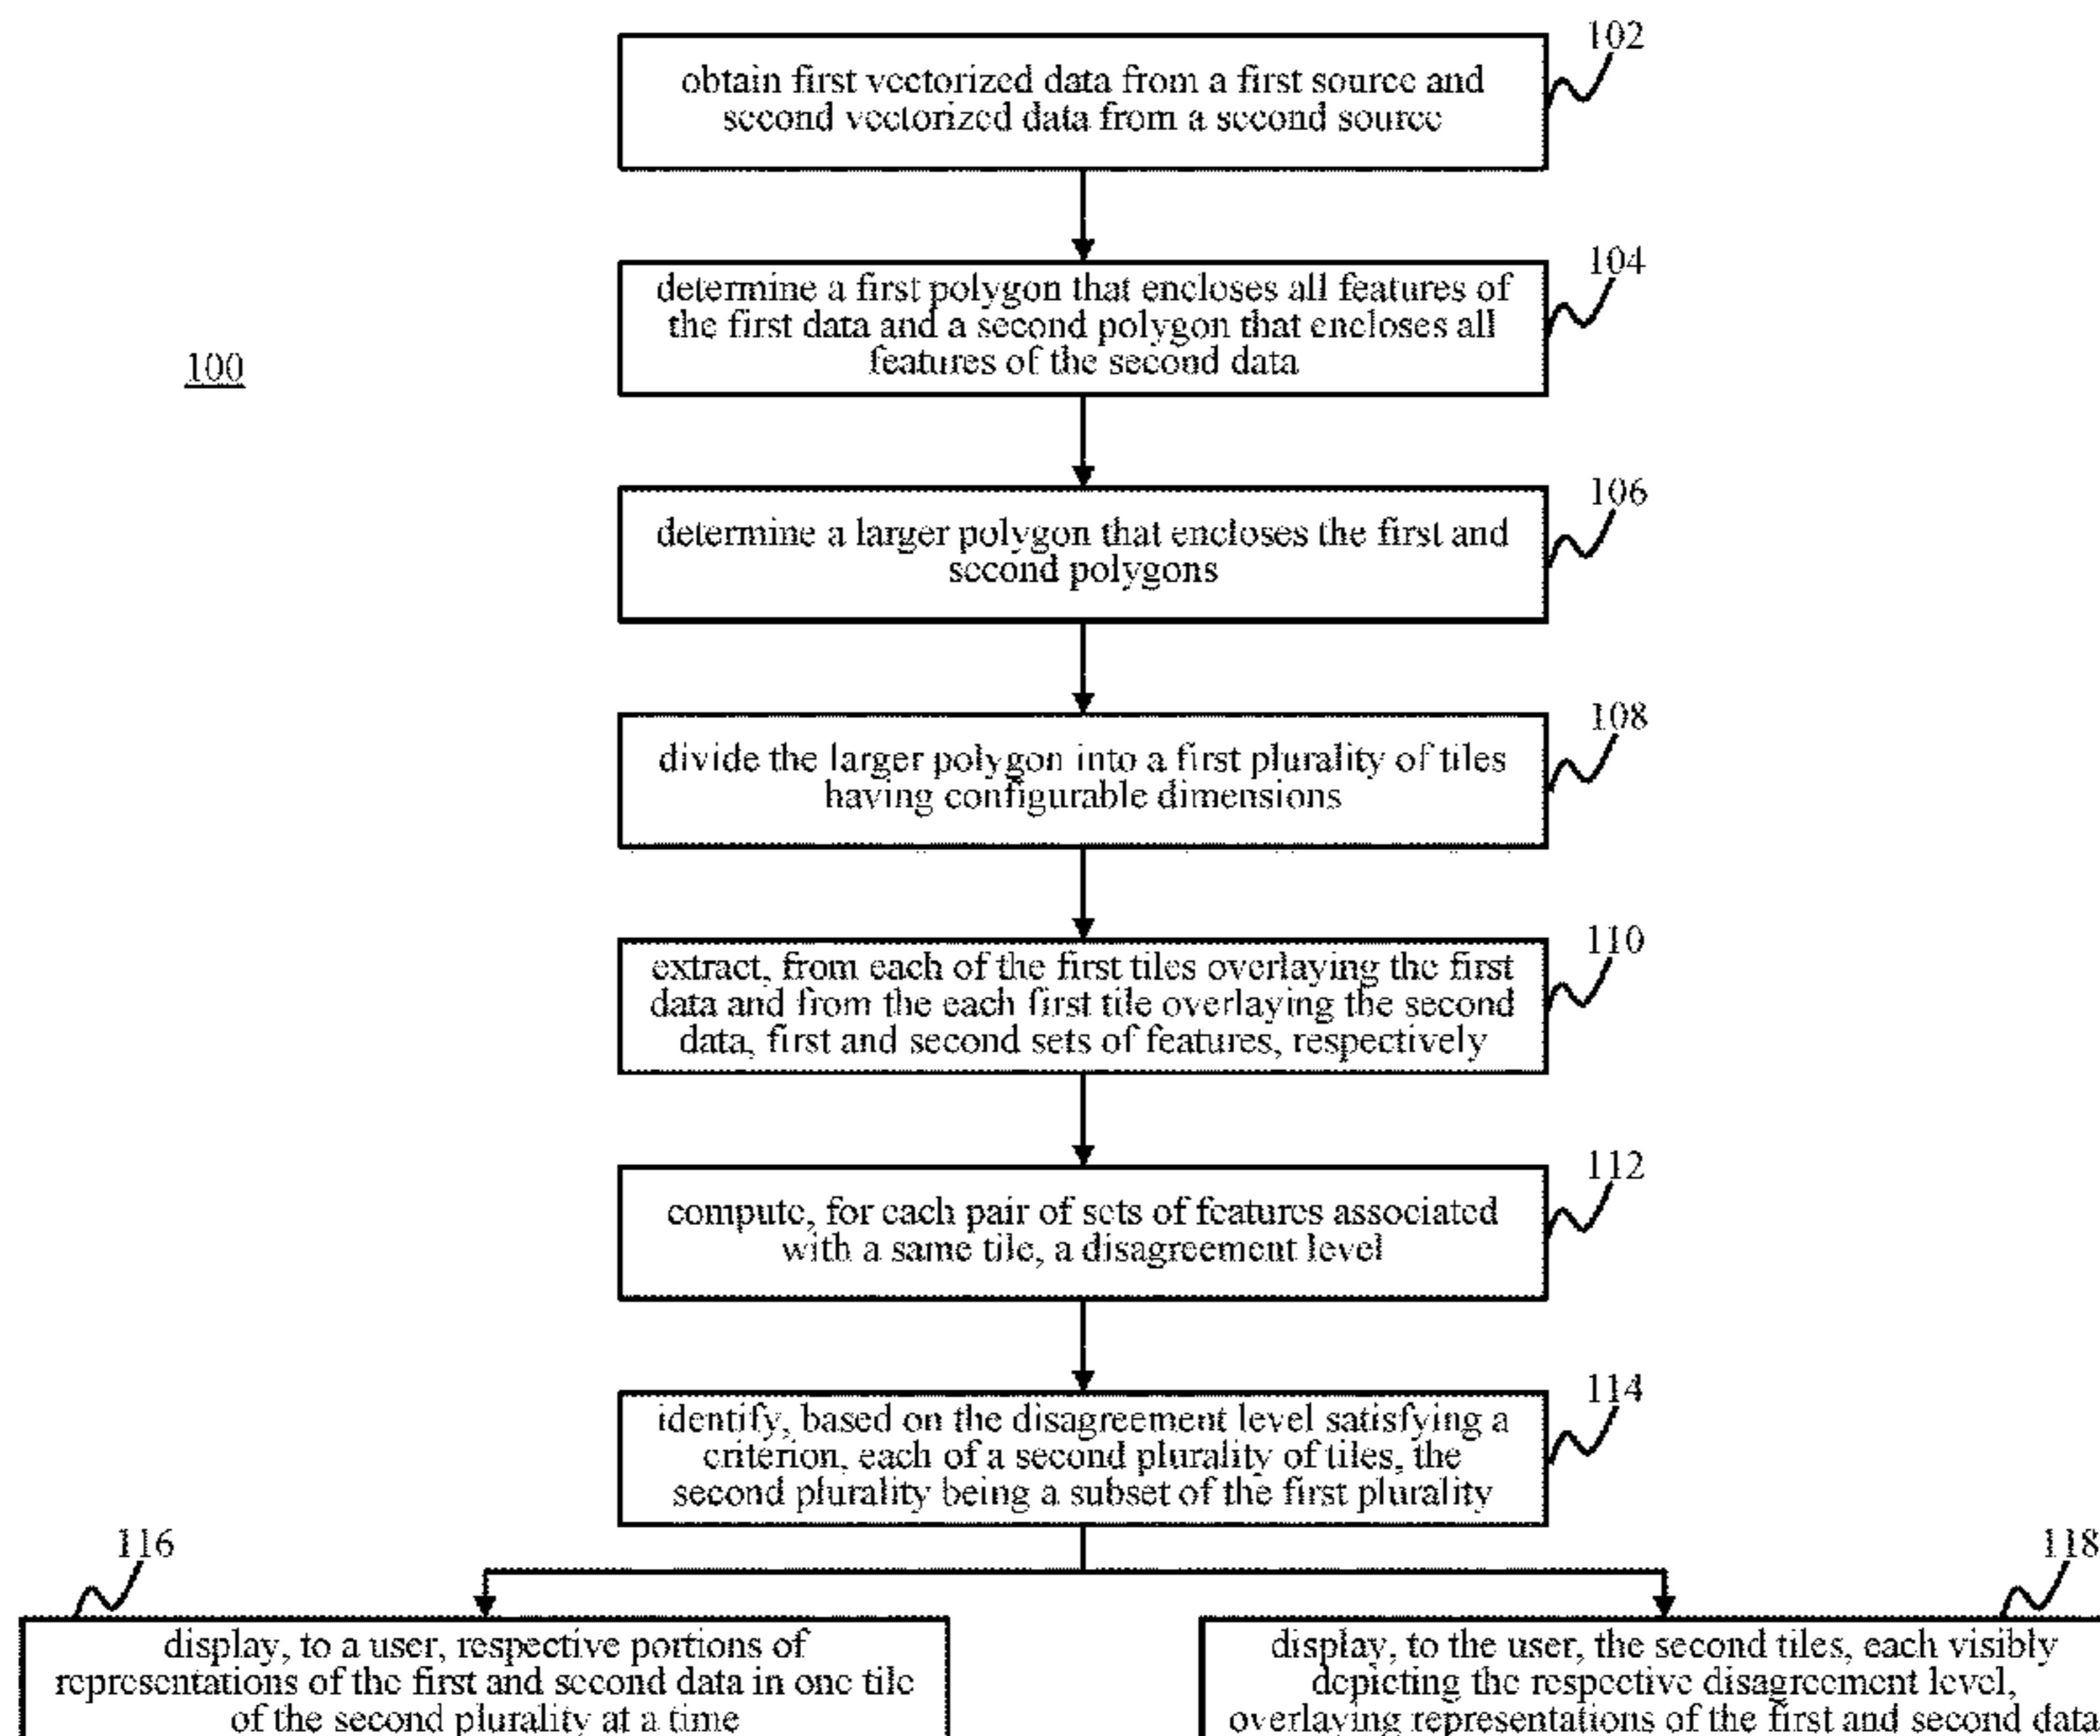 102
obtain first vectorized data from a first source and
second vectorized data from a second source
104
determine a first polygon that encloses all features of
the first data and a second polygon that encloses all
features of the second data
100
106
determine a larger polygon that encloses the first and
second polygons
108
divide the larger polygon into a first plurality of tiles
having configurable dimensions
110
extract, from each of the first tiles overlaying the first
data and from the each first tile overlaying the second
data, first and second sets of features, respectively
112
compute, for each pair of sets of features associated
with a same tile, a disagreement level
114
identify, based on the disagreement level satisfying a
criterion, each of a second plurality of tiles, the
second plurality being a subset of the first plurality
116
display, to a user, respective portions of
representations of the first and second data in one tile
of the second plurality at a time
118
display, to the user, the second tiles, each visibly
depicting the respective disagreement level,
overlaying representations of the first and second data